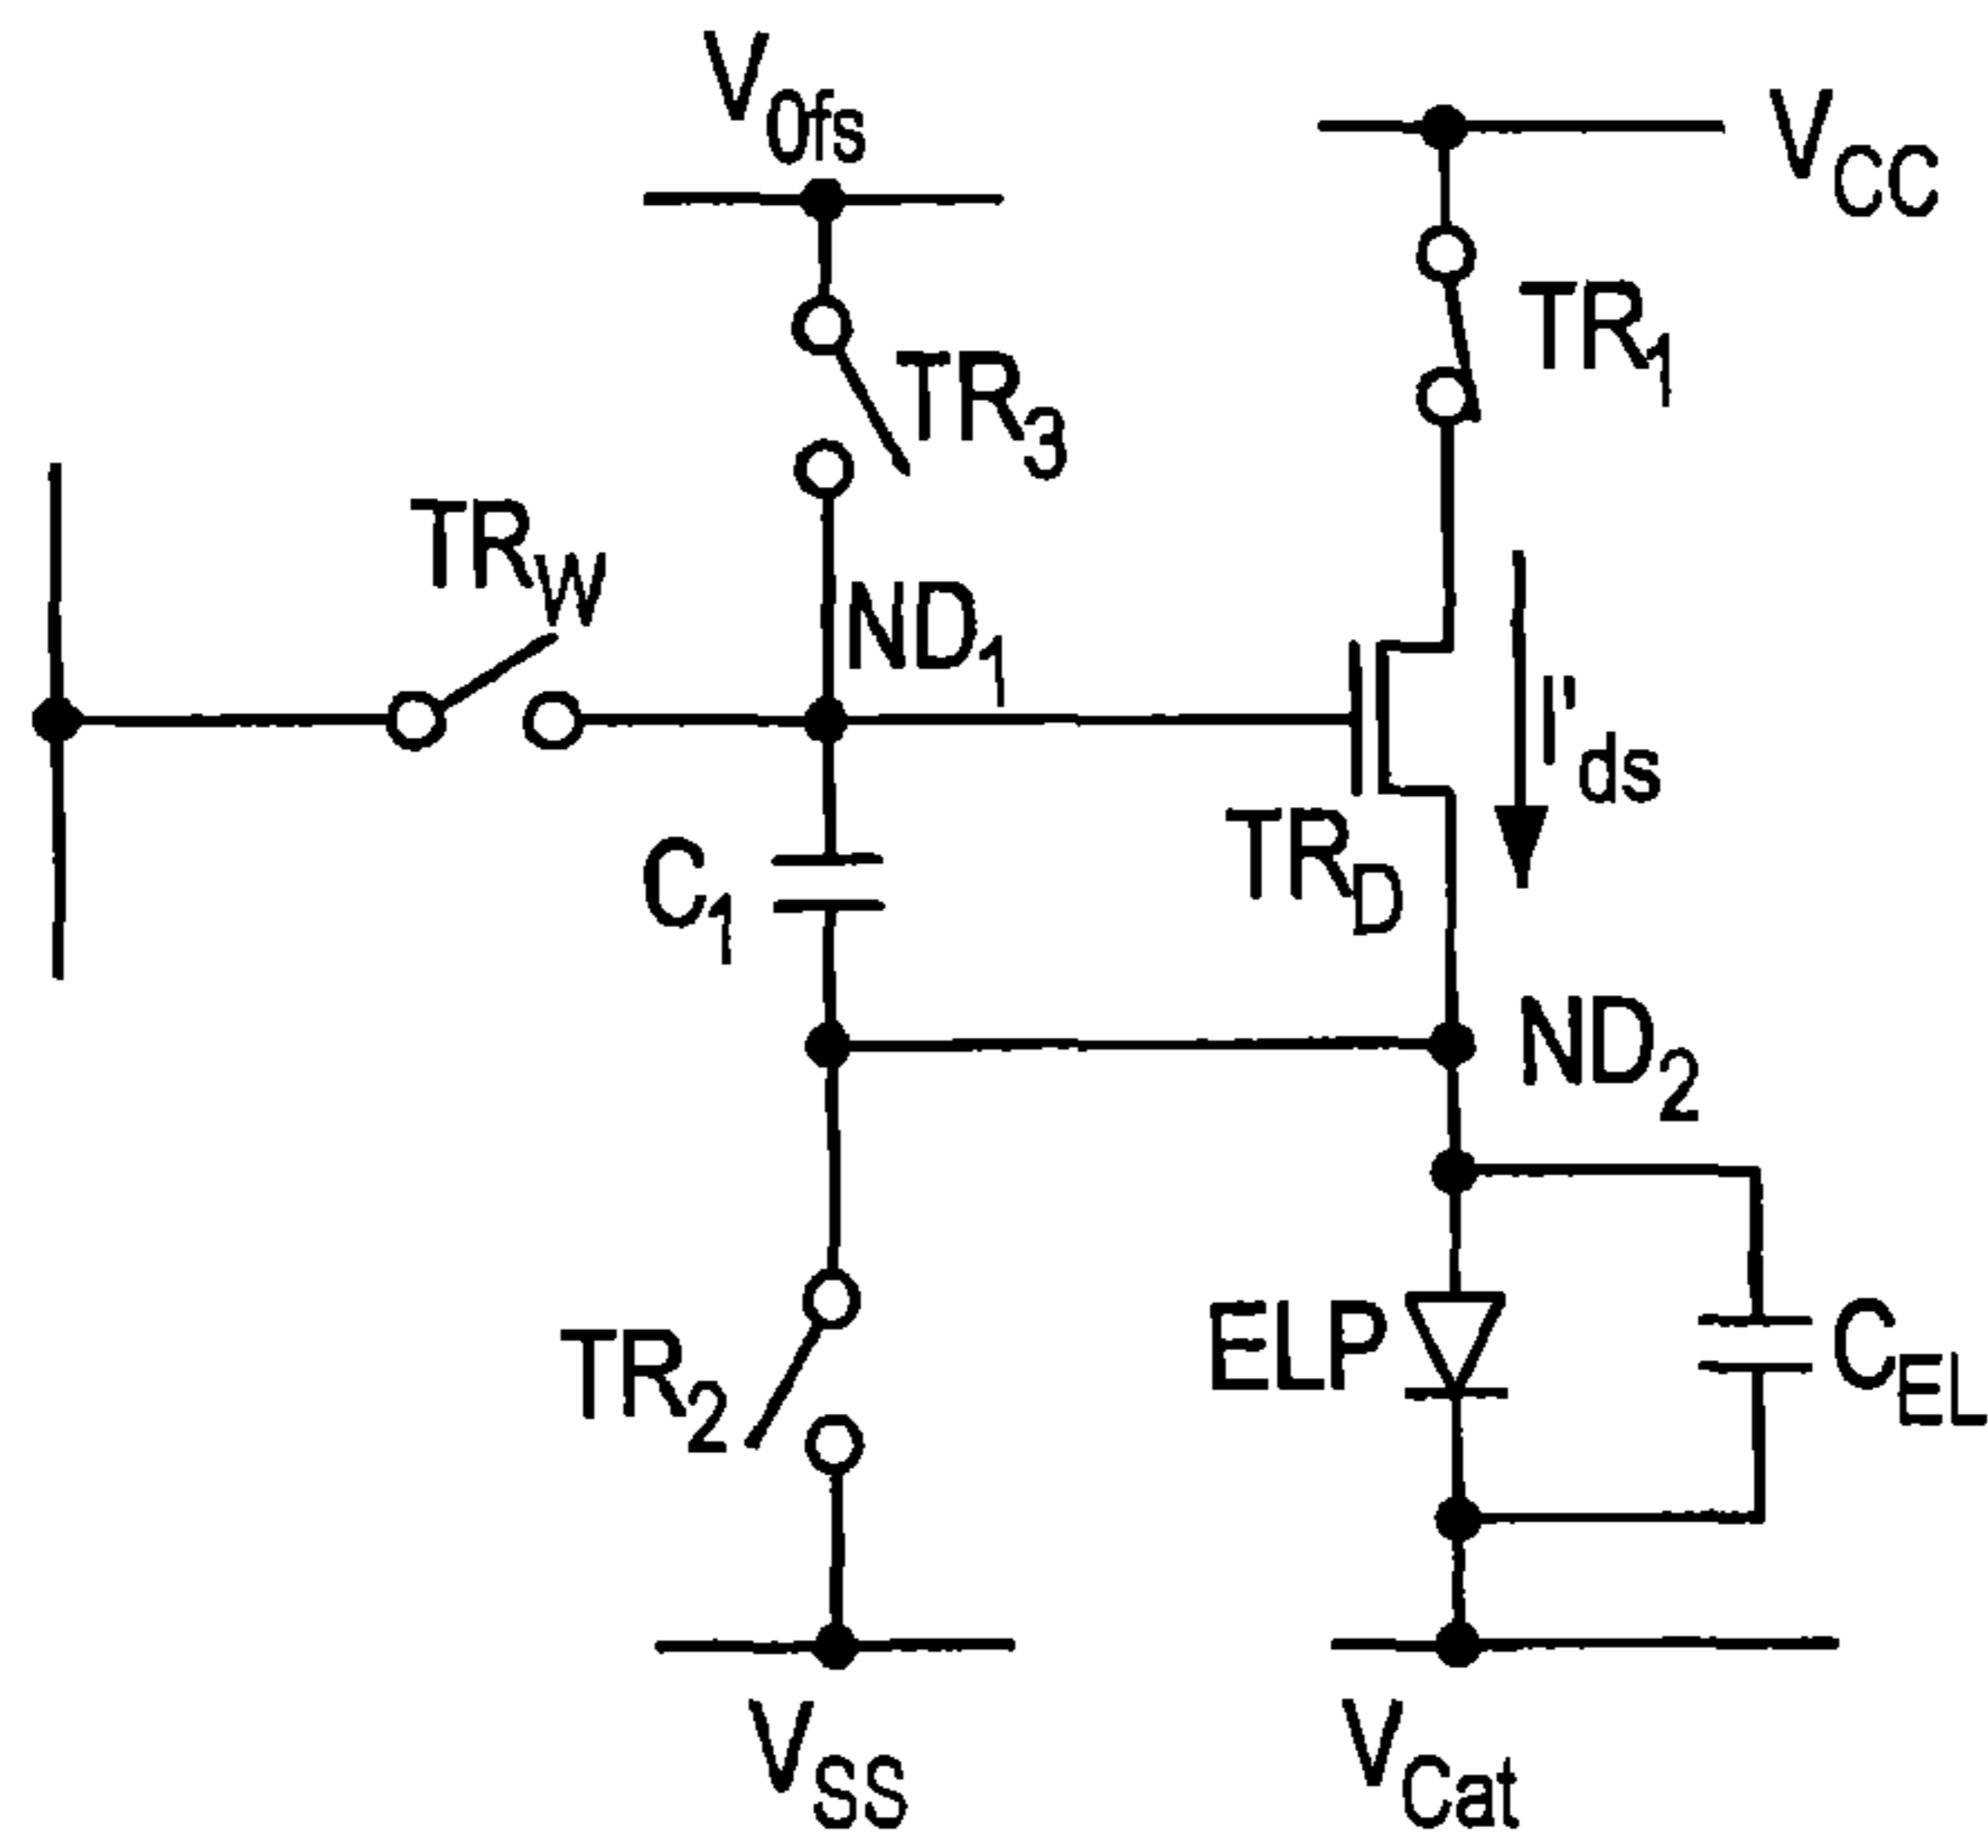 V0fs
VCC
TR1
TR3
TRW
ND1
I'ds
TRD
C1
ND2
ELP
CEL
TR2
VSS
VCat